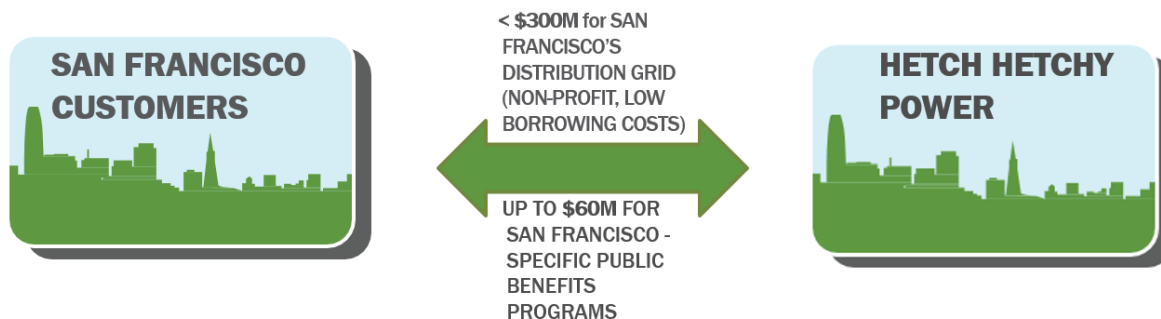 SAN FRANCISCO
CUSTOMERS
< $300M for SAN
FRANCISCO'S
DISTRIBUTION GRID
(NON-PROFIT, LOW
BORROWING COSTS)
UP TO $60M FOR
SAN FRANCISCO -
SPECIFIC PUBLIC
BENEFITS
PROGRAMS
HETCH HETCHY
POWER